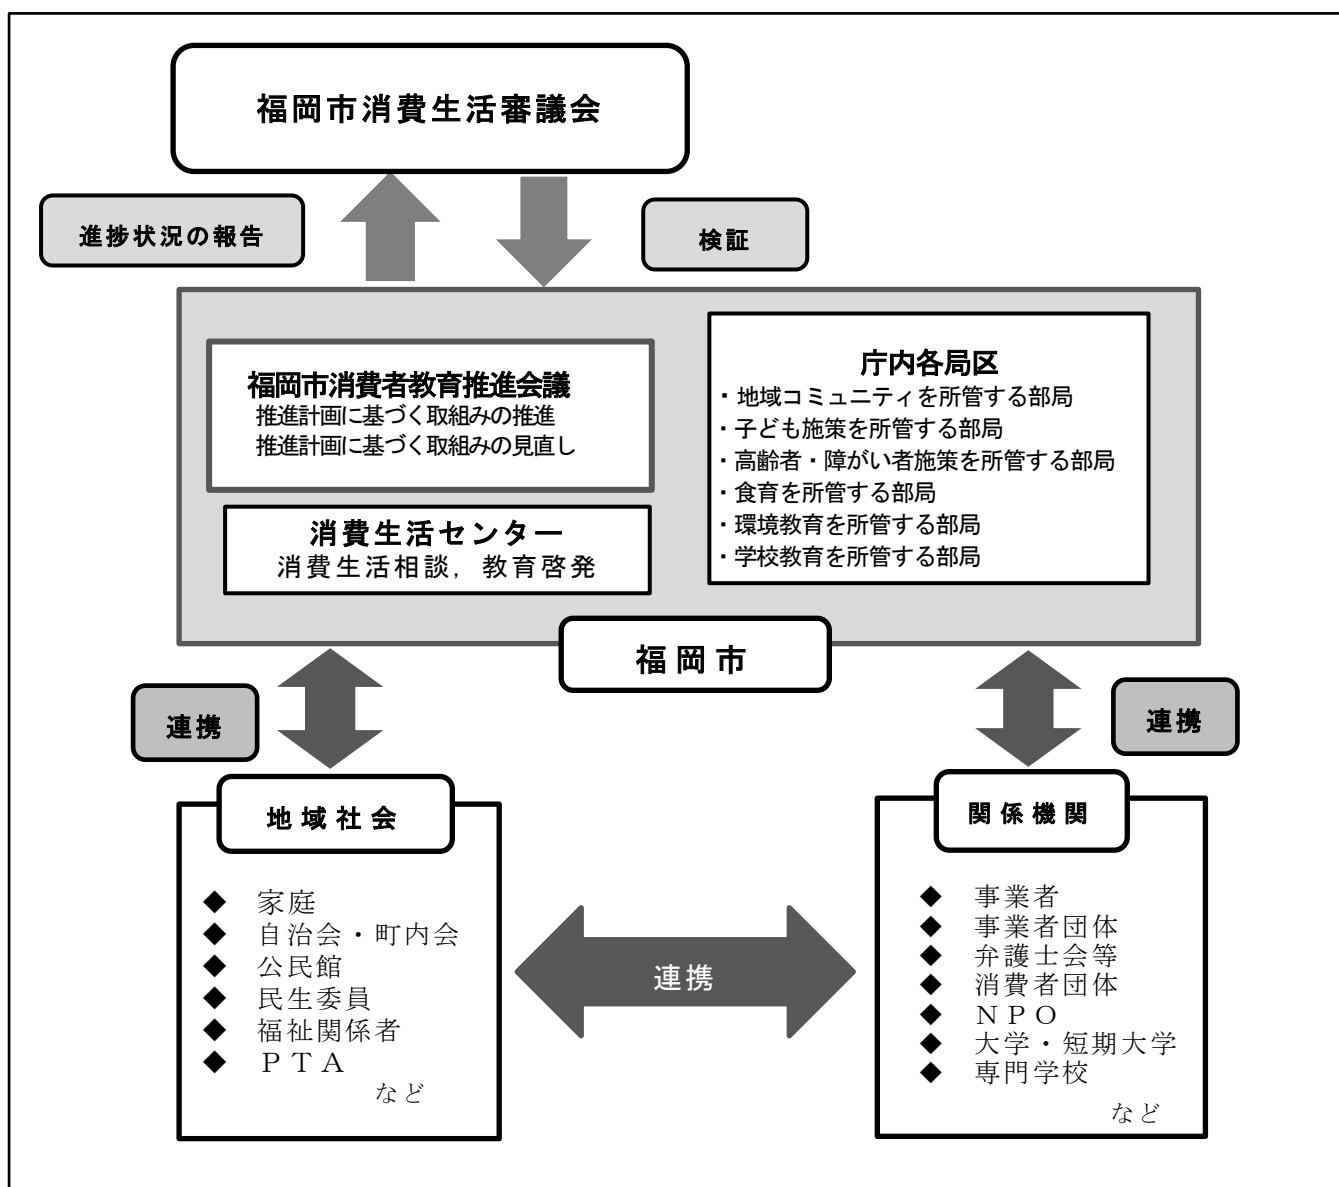 福岡市消費生活審議会
進捗状況の報告
検証
福岡市消費者教育推進会議
推進計画に基づく取組みの推進
推進計画に基づく取組みの見直し
消費生活センター
消費生活相談，教育啓発
庁内各局区
・地域コミュニティを所管する部局
・子ども施策を所管する部局
・高齢者・障がい者施策を所管する部局
・食育を所管する部局
・環境教育を所管する部局
・学校教育を所管する部局
福岡市
連携
連携
地域社会
◆ 家庭
◆ 自治会・町内会
◆ 公民館
◆ 民生委員
◆ 福祉関係者
◆ ＰＴＡ
など
連携
関係機関
◆ 事業者
◆ 事業者団体
◆ 弁護士会等
◆ 消費者団体
◆ ＮＰＯ
◆ 大学・短期大学
◆ 専門学校
など